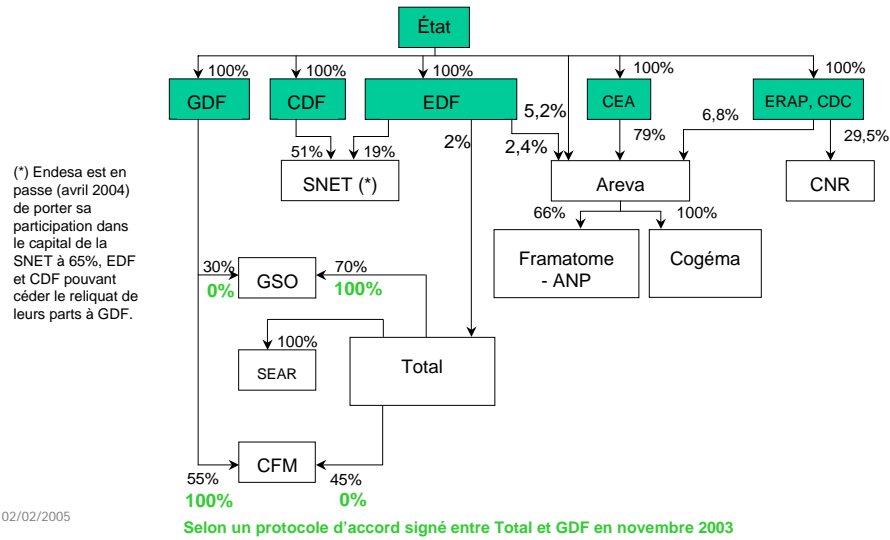 État
100% 100% 100% 100% 100%
GDF CDF EDF CEA ERAP, CDC
5,2% 6,8%
51% 19% 2% 2,4% 79% 29,5%
SNET (*) Areva CNR
(*) Endesa est en
passe (avril 2004)
de porter sa
participation dans
le capital de la
SNET à 65%, EDF
et CDF pouvant
céder le reliquat de
leurs parts à GDF.
66% 100%
Framatome
- ANP
Cogéma
30% GSO 70%
0% 100%
100%
SEAR
Total
CFM
55% 45%
100% 0%
02/02/2005
Selon un protocole d'accord signé entre Total et GDF en novembre 2003